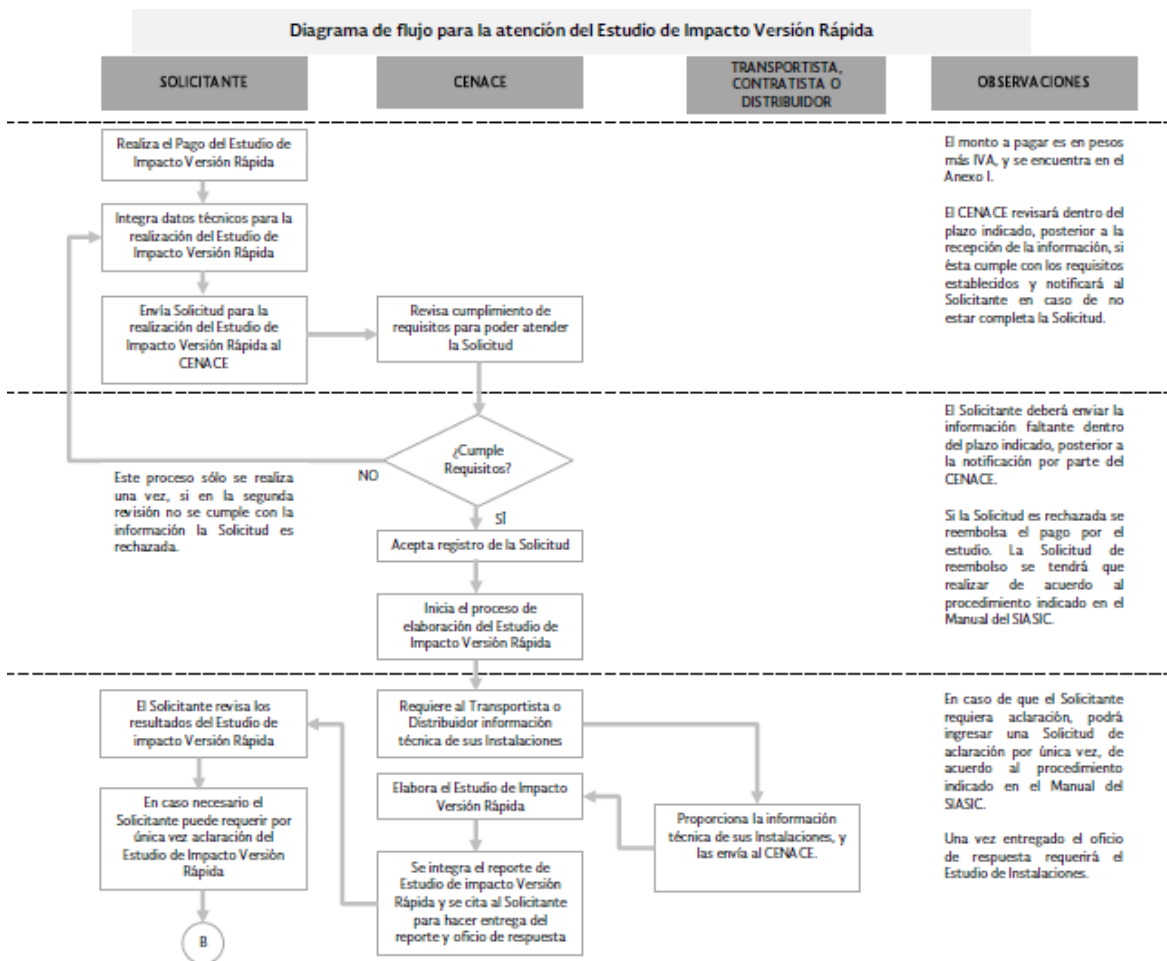 Diagrama de flujo para la atención del Estudio de Impacto Versión Rápida
SOLICITANTE
CENACE
TRANSPORTISTA,
CONTRATISTA O
DISTRIBUIDOR
OBSERVACIONES
Realiza el Pago del Estudio de
Impacto Versión Rápida
Integra datos técnicos para la
realización del Estudio de
Impacto Versión Rápida
Envía Solicitud para la
realización del Estudio de
Impacto Versión Rápida al
CENACE
Revisa cumplimiento de
requisitos para poder atender
la Solicitud
El monto a pagar es en pesos
más IVA, y se encuentra en el
Anexo I.
El CENACE revisará dentro del
plazo indicado, posterior a la
recepción de la información, si
ésta cumple con los requisitos
establecidos y notificará al
Solicitante en caso de no
estar completa la Solicitud.
¿Cumple
Requisitos?
NO
SÍ
Este proceso sólo se realiza
una vez, si en la segunda
revisión no se cumple con la
información la Solicitud es
rechazada.
Acepta registro de la Solicitud
Inicia el proceso de
elaboración del Estudio de
Impacto Versión Rápida
El Solicitante deberá enviar la
información faltante dentro
del plazo indicado, posterior a
la notificación por parte del
CENACE.
Si la Solicitud es rechazada se
reembolsa el pago por el
estudio. La Solicitud de
reembolso se tendrá que
realizar de acuerdo al
procedimiento indicado en el
Manual del SIASIC.
El Solicitante revisa los
resultados del Estudio de
impacto Versión Rápida
En caso necesario el
Solicitante puede requerir por
única vez aclaración del
Estudio de Impacto Versión
Rápida
B
Requiere al Transportista o
Distribuidor información
técnica de sus Instalaciones
Elabora el Estudio de Impacto
Versión Rápida
Se integra el reporte de
Estudio de impacto Versión
Rápida y se cita al Solicitante
para hacer entrega del
reporte y oficio de respuesta
Proporciona la información
técnica de sus Instalaciones, y
las envía al CENACE.
En caso de que el Solicitante
requiera aclaración, podrá
ingresar una Solicitud de
aclaración por única vez, de
acuerdo al procedimiento
indicado en el Manual del
SIASIC.
Una vez entregado el oficio
de respuesta requerirá el
Estudio de Instalaciones.